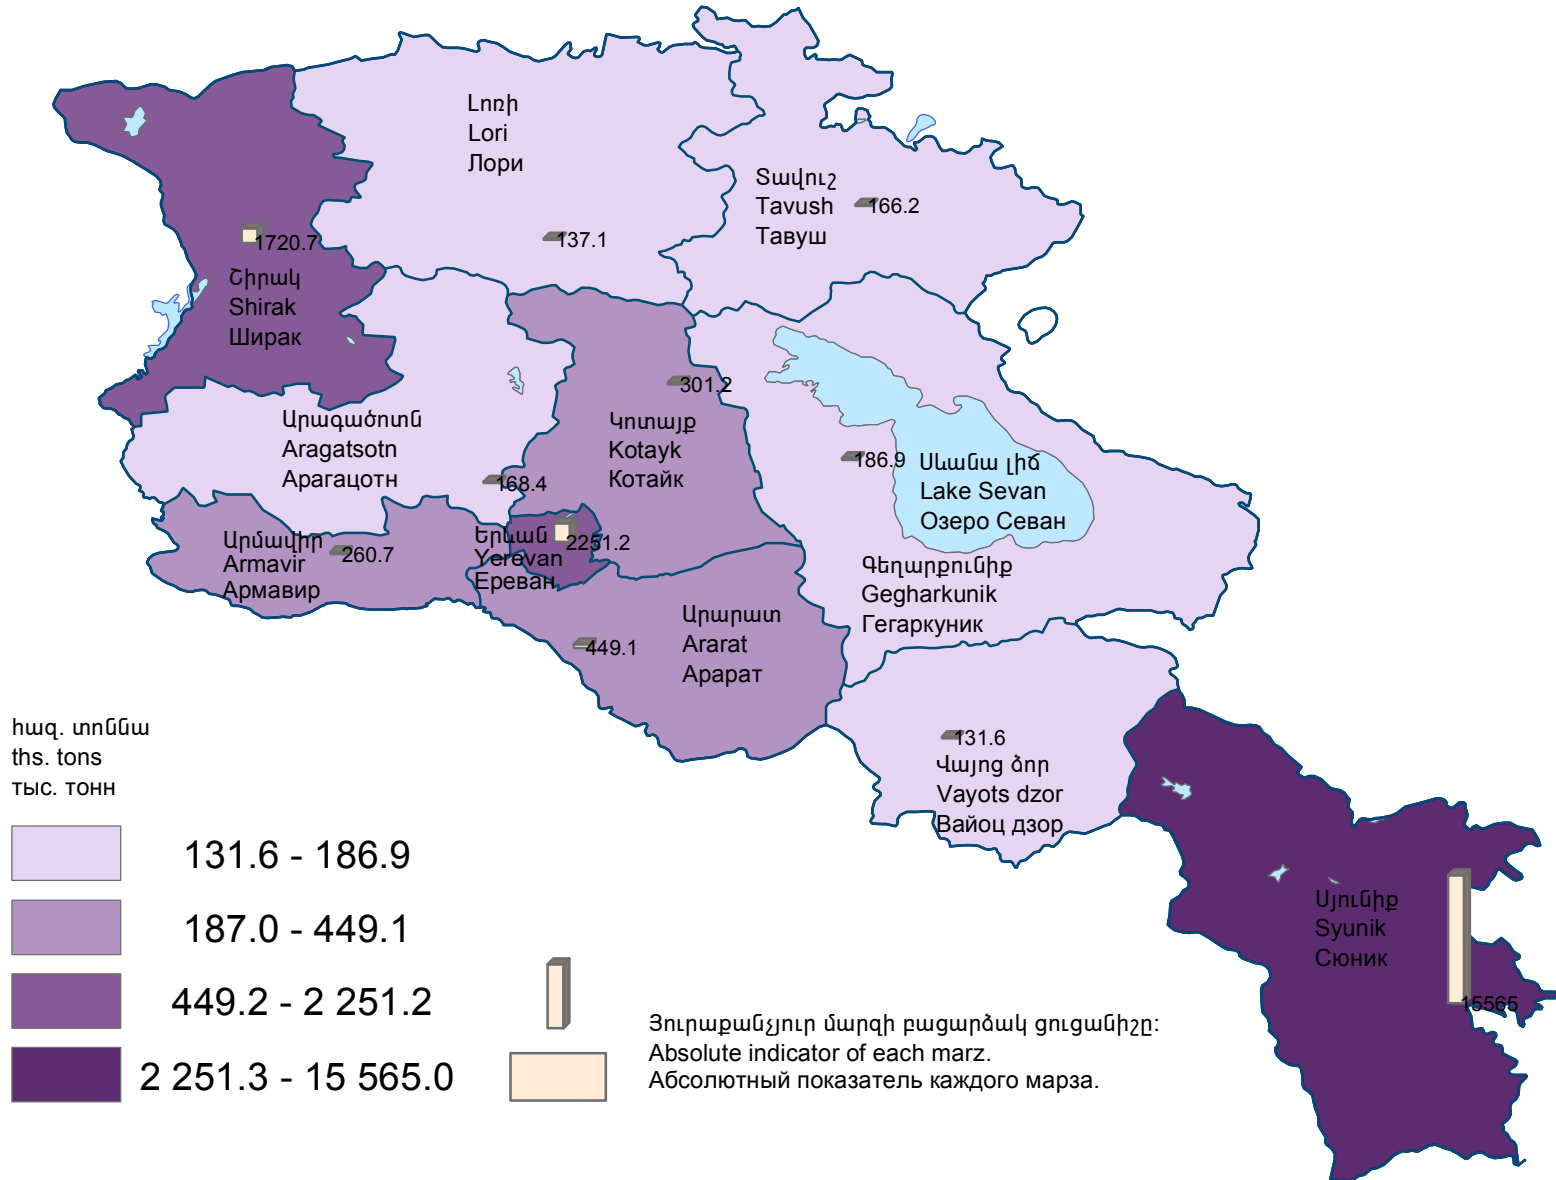 Լոռի
Lori
Лори
137.1
Տավուշ
Tavush
Тавуш
166.2
1720.7
Շիրակ
Shirak
Ширак
301.2
Կոտայք
Kotayk
Котайк
Արագածոտն
Aragatsotn
Арагацотн
168.4
186.9
Սևանա լիճ
Lake Sevan
Озеро Севан
Գեղարքունիք
Gegharkunik
Гегаркуник
Արմավիր
Armavir
Армавир
260.7
Երևան
Yerevan
Ереван
2251.2
Արարատ
Ararat
Арарат
449.1
131.6
Վայոց ձոր
Vayots dzor
Вайоц дзор
Սյունիք
Syunik
Сюник
15565
հազ. տոննա
ths. tons
тыс. тонн
131.6 - 186.9
187.0 - 449.1
449.2 - 2 251.2
2 251.3 - 15 565.0
Յուրաքանչյուր մարզի բացարձակ ցուցանիշը:
Absolute indicator of each marz.
Абсолютный показатель каждого марза.